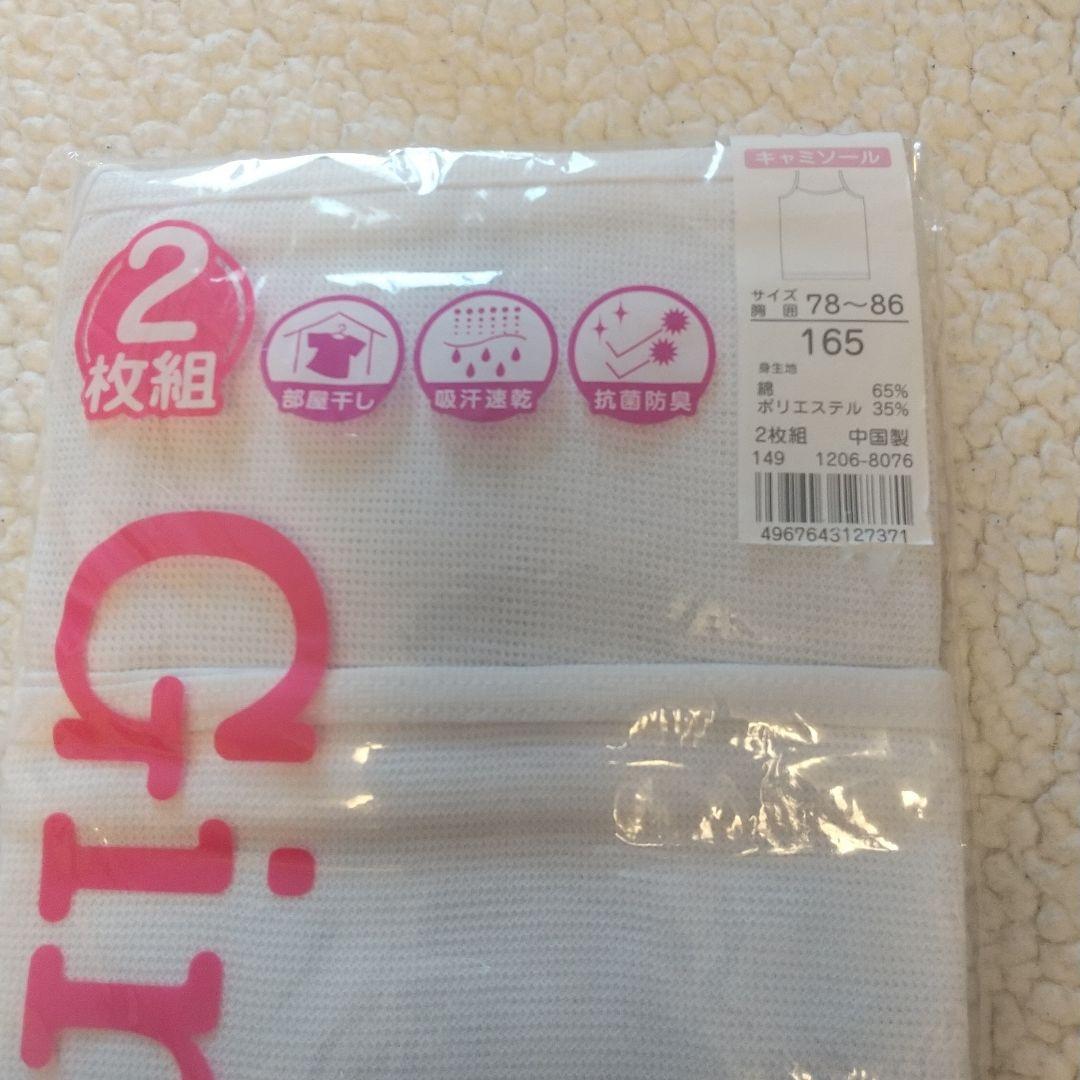 2
枚組
部屋干し
吸汗速乾
抗菌防臭
キャミソール
サイズ
胸囲 78～86
165
身生地
綿 65%
ポリエステル 35%
2枚組 中国製
149 1206-8076
4967643127371
Gir